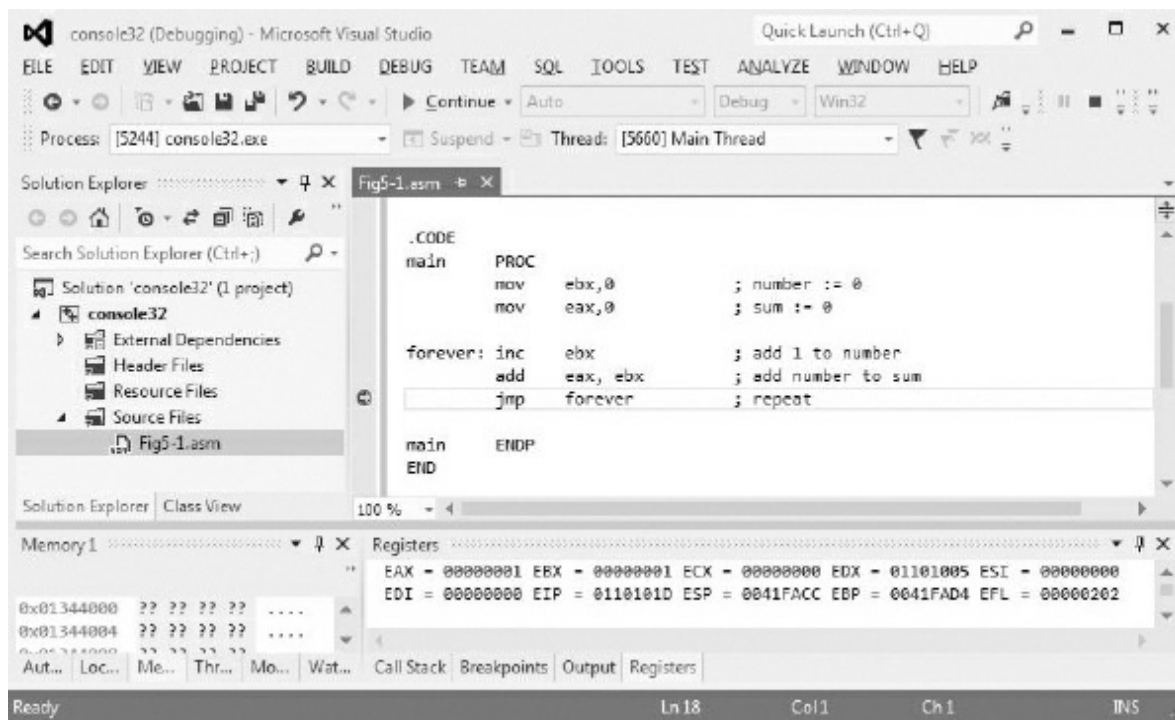 console32 (Debugging) - Microsoft Visual Studio
Quick Launch (Ctrl+Q)
FILE EDIT VIEW PROJECT BUILD DEBUG TEAM SQL TOOLS TEST ANALYZE WINDOW HELP
Continue Auto Debug Win32
Process: [5244] console32.exe Suspend Thread: [5660] Main Thread
Solution Explorer
Fig5-1.asm
Search Solution Explorer (Ctrl+;)
Solution 'console32' (1 project)
console32
External Dependencies
Header Files
Resource Files
Source Files
Fig5-1.asm
Solution Explorer Class View
.CODE
main PROC
mov ebx,0 ; number := 0
mov eax,0 ; sum := 0
forever: inc ebx ; add 1 to number
add eax, ebx ; add number to sum
jmp forever ; repeat
main ENDP
END
100 %
Memory 1
0x01344000 ?? ?? ?? ?? ....
0x01344004 ?? ?? ?? ?? ....
Aut... Loc... Me... Thr... Mo... Wat...
Registers
EAX = 00000001 EBX = 00000001 ECX = 00000000 EDX = 01101005 ESI = 00000000
EDI = 00000000 EIP = 0110101D ESP = 0041FACC EBP = 0041FAD4 EFL = 00000202
Call Stack Breakpoints Output Registers
Ready Ln 18 Col 1 Ch 1 INS